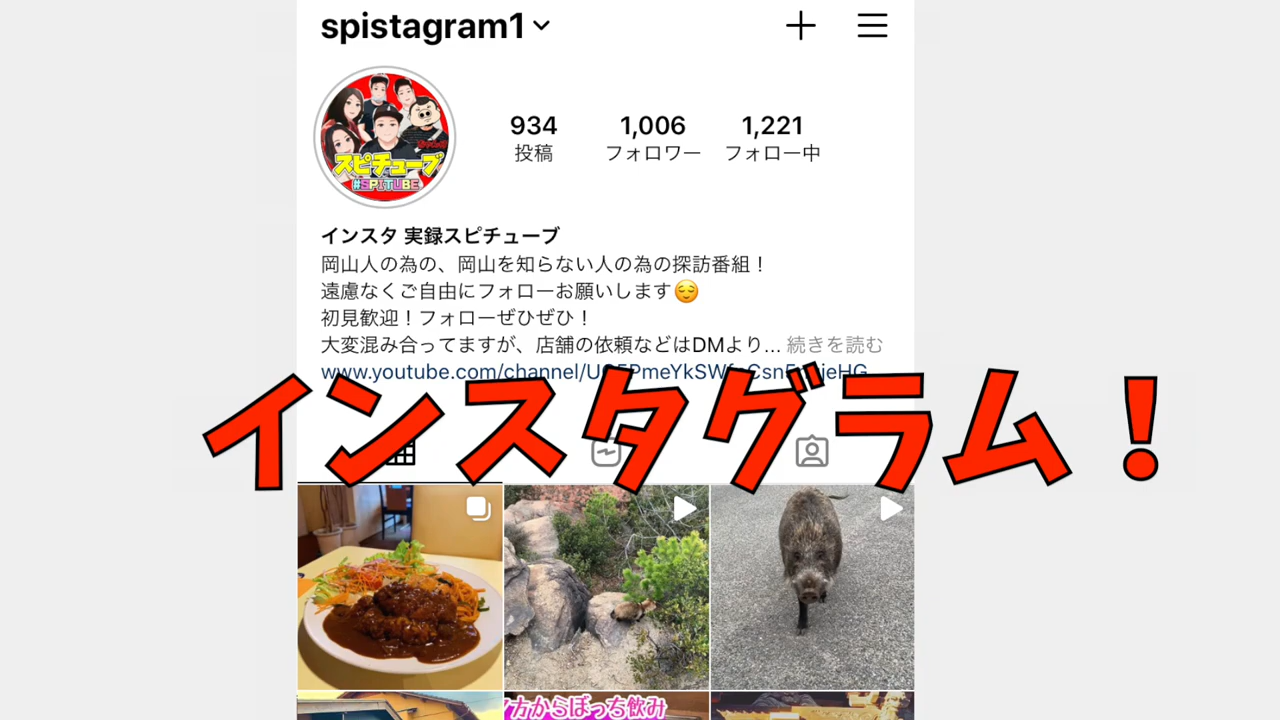 spistagram1
934
投稿
1,006
フォロワー
1,221
フォロー中
スピチューブ
#SPITUBE
インスタ 実録スピチューブ
岡山人の為の、岡山を知らない人の為の探訪番組！
遠慮なくご自由にフォローお願いします😌
初見歓迎！フォローぜひぜひ！
大変混み合ってますが、店舗の依頼などはDMより... 続きを読む
インスタグラム！
方からぼっち飲み